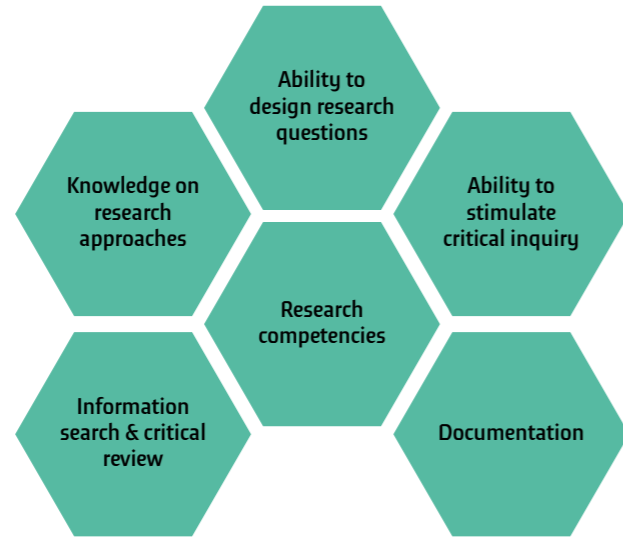 Ability to
design research
questions
Knowledge on
research
approaches
Ability to
stimulate
critical inquiry
Research
competencies
Information
search & critical
review
Documentation